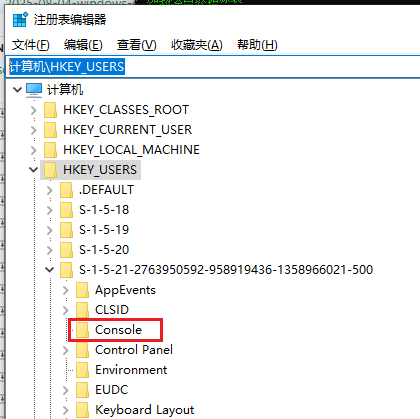 注册表编辑器
文件(F) 编辑(E) 查看(V) 收藏夹(A) 帮助(H)
计算机\HKEY_USERS
计算机
HKEY_CLASSES_ROOT
HKEY_CURRENT_USER
HKEY_LOCAL_MACHINE
HKEY_USERS
.DEFAULT
S-1-5-18
S-1-5-19
S-1-5-20
S-1-5-21-2763950592-958919436-1358966021-500
AppEvents
CLSID
Console
Control Panel
Environment
EUDC
Keyboard Layout